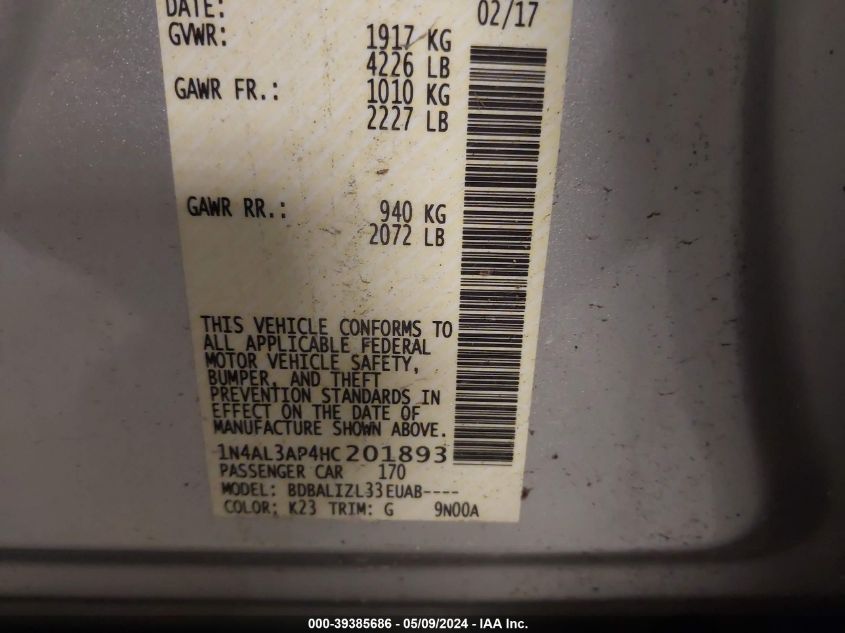 DATE: 02/17
GVWR: 1917 KG
4226 LB
GAWR FR.: 1010 KG
2227 LB
GAWR RR.: 940 KG
2072 LB
THIS VEHICLE CONFORMS TO
ALL APPLICABLE FEDERAL
MOTOR VEHICLE SAFETY,
BUMPER, AND THEFT
PREVENTION STANDARDS IN
EFFECT ON THE DATE OF
MANUFACTURE SHOWN ABOVE.
1N4AL3AP4HC201893
PASSENGER CAR 170
MODEL: BDBALIZL33EUAB----
COLOR: K23 TRIM: G 9N00A
000-39385686 - 05/09/2024 - IAA Inc.